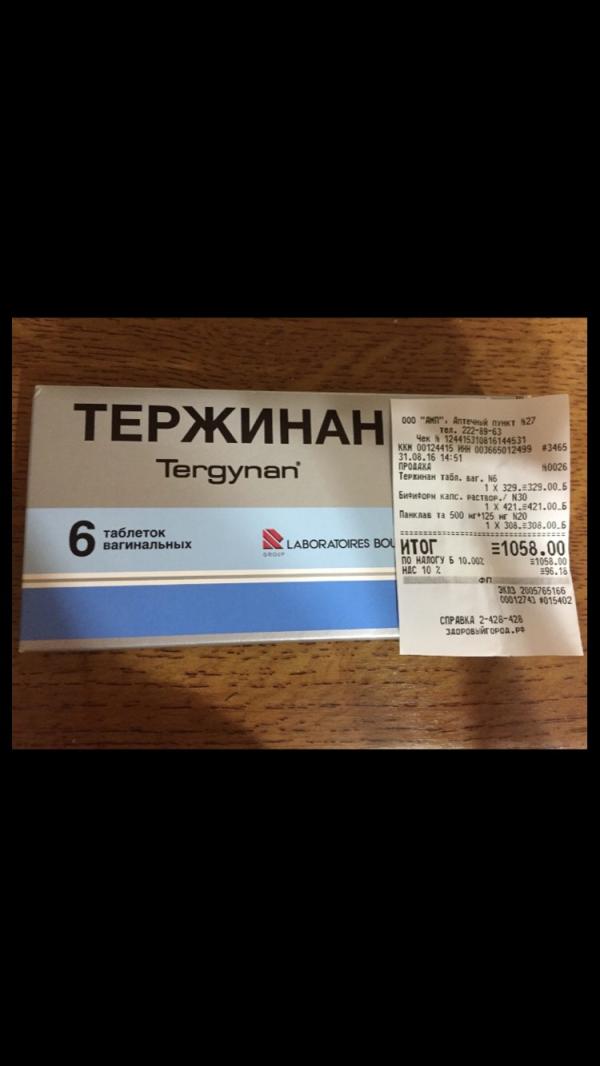 ТЕРЖИНАН
Tergynan®
6 таблеток
вагинальных
GROUP
LABORATOIRES BOU
ООО "АМП", Аптечный пункт №27
тел. 222-89-63
Чек № 124415310816144531
ККМ 00124415 ИНН 003665012499 #3465
31.08.16 14:51
ПРОДАЖА №0026
Тержинан табл. ваг. N6
1 X 329.≡329.00_Б
Бифиформ капс. раствор./ N30
1 X 421.≡421.00_Б
Панклав та 500 мг+125 мг N20
1 X 308.≡308.00_Б
ИТОГ ≡1058.00
ПО НАЛОГУ Б 10.00% ≡1058.00
НДС 10 % ≡96.18
ФП
ЭКЛЗ 2005765166
00012743 #015402
СПРАВКА 2-428-428
ЗДОРОВЫЙГОРОД.РФ